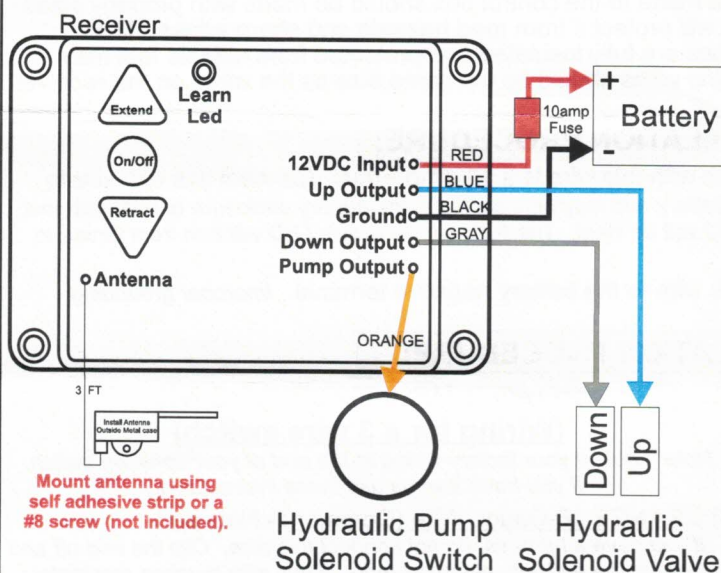 Receiver
Extend
Learn
Led
On/Off
Retract
Antenna
12VDC Input
Up Output
Ground
Down Output
Pump Output
RED
BLUE
BLACK
GRAY
ORANGE
10amp
Fuse
+
-
Battery
3 FT
Install Antenna
Outside Metal case
Mount antenna using
self adhesive strip or a
#8 screw (not included).
Down
Up
Hydraulic Pump
Solenoid Switch
Hydraulic
Solenoid Valve